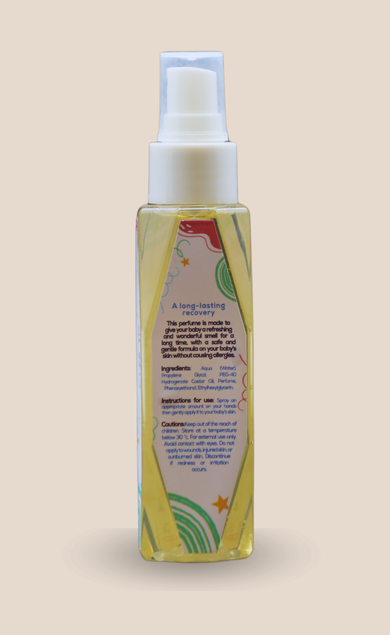 A long-lasting
recovery
This perfume is made to
give your baby a refreshing
and wonderful smell for a
long time, with a safe and
gentle formula on your baby's
skin without causing allergies.
Ingredients: Aqua (Water),
Propylene Glycol, PEG-40
Hydrogenate Castor Oil, Perfume,
Phenoxyethanol, Ethylhexylglycerin.
Instructions for use: Spray an
appropriate amount on your hands
then gently apply it to your baby's skin.
Cautions: Keep out of the reach of
children. Store at a temperature
below 30 °c. For external use only.
Avoid contact with eyes. Do not
apply to wounds, injured skin, or
sunburned skin. Discontinue
if redness or irritation
occurs.